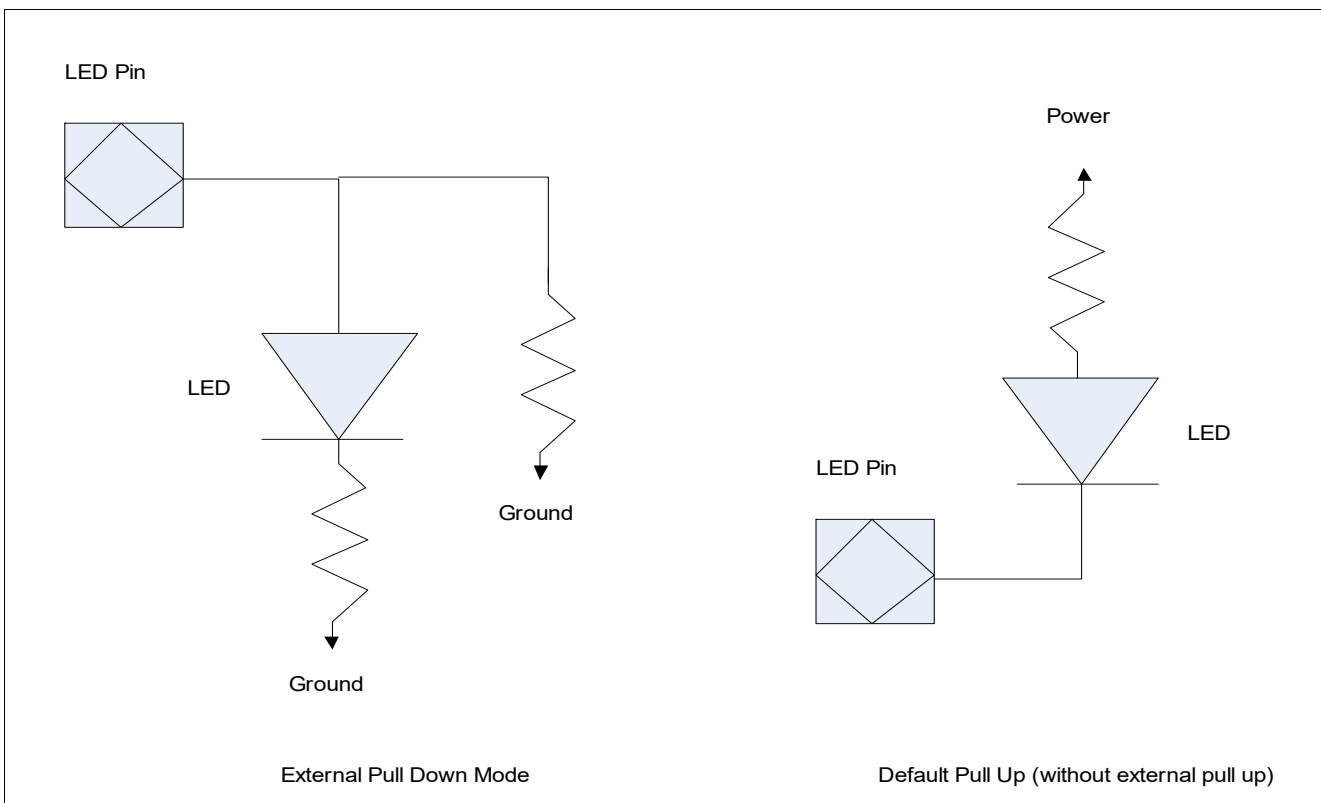 LED Pin
Power
LED
Ground
Ground
LED
LED Pin
External Pull Down Mode
Default Pull Up (without external pull up)